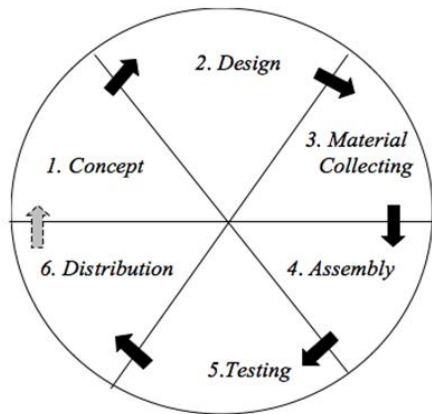 1. Concept
2. Design
3. Material
Collecting
4. Assembly
5.Testing
6. Distribution